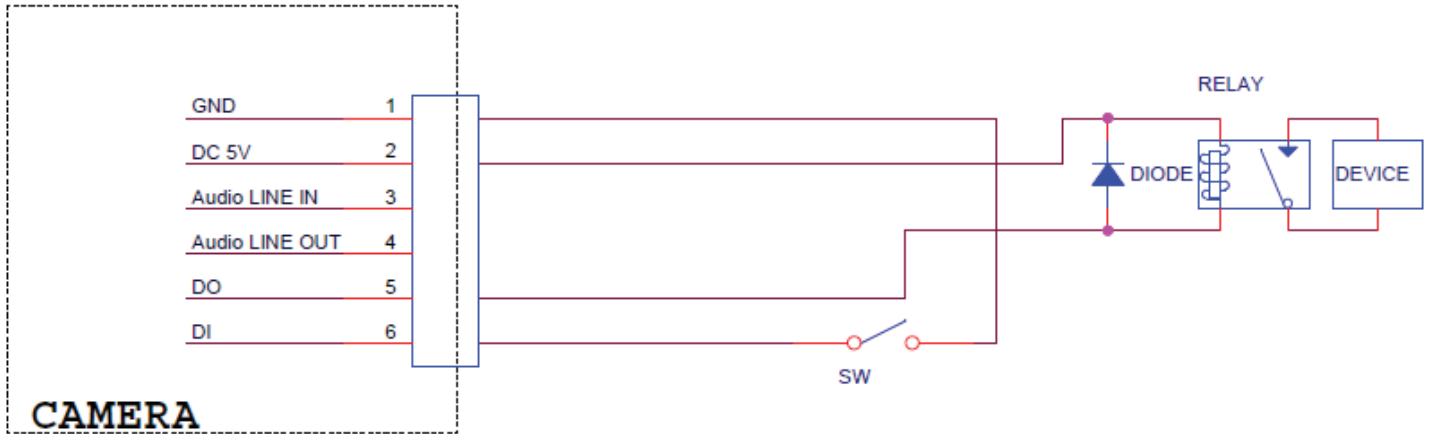 RELAY
GND 1
DC 5V 2
Audio LINE IN 3
Audio LINE OUT 4
DO 5
DI 6
DIODE
DEVICE
SW
CAMERA